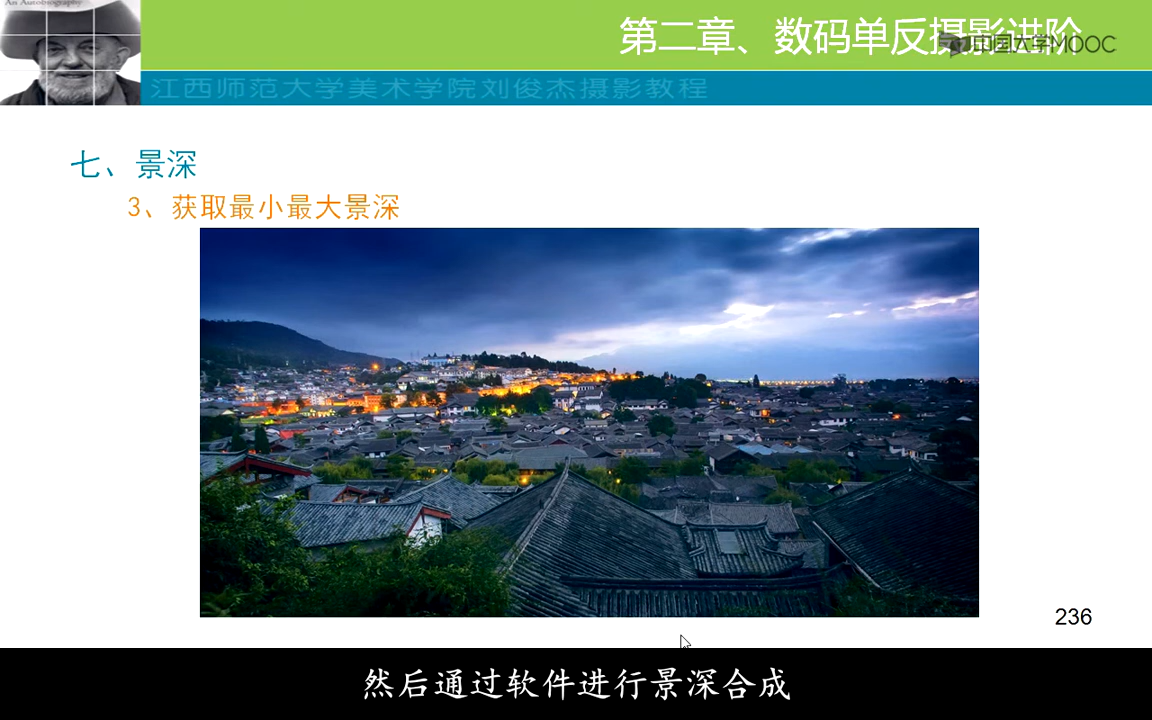 An Autobiography
第二章、数码单反摄影进阶
中国大学MOOC
江西师范大学美术学院刘俊杰摄影教程
七、景深
3、获取最小最大景深
236
然后通过软件进行景深合成